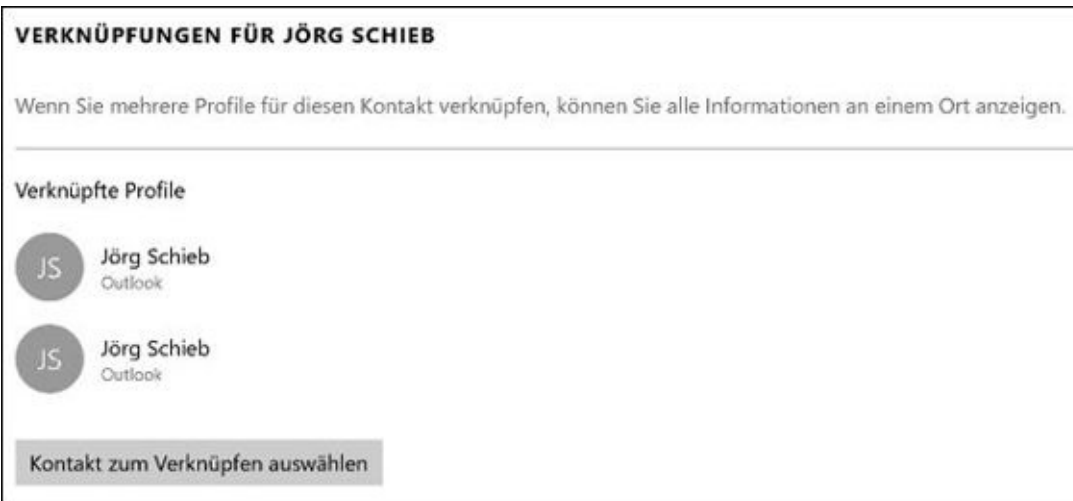 VERKNÜPFUNGEN FÜR JÖRG SCHIEB
Wenn Sie mehrere Profile für diesen Kontakt verknüpfen, können Sie alle Informationen an einem Ort anzeigen.
Verknüpfte Profile
JS
Jörg Schieb
Outlook
JS
Jörg Schieb
Outlook
Kontakt zum Verknüpfen auswählen